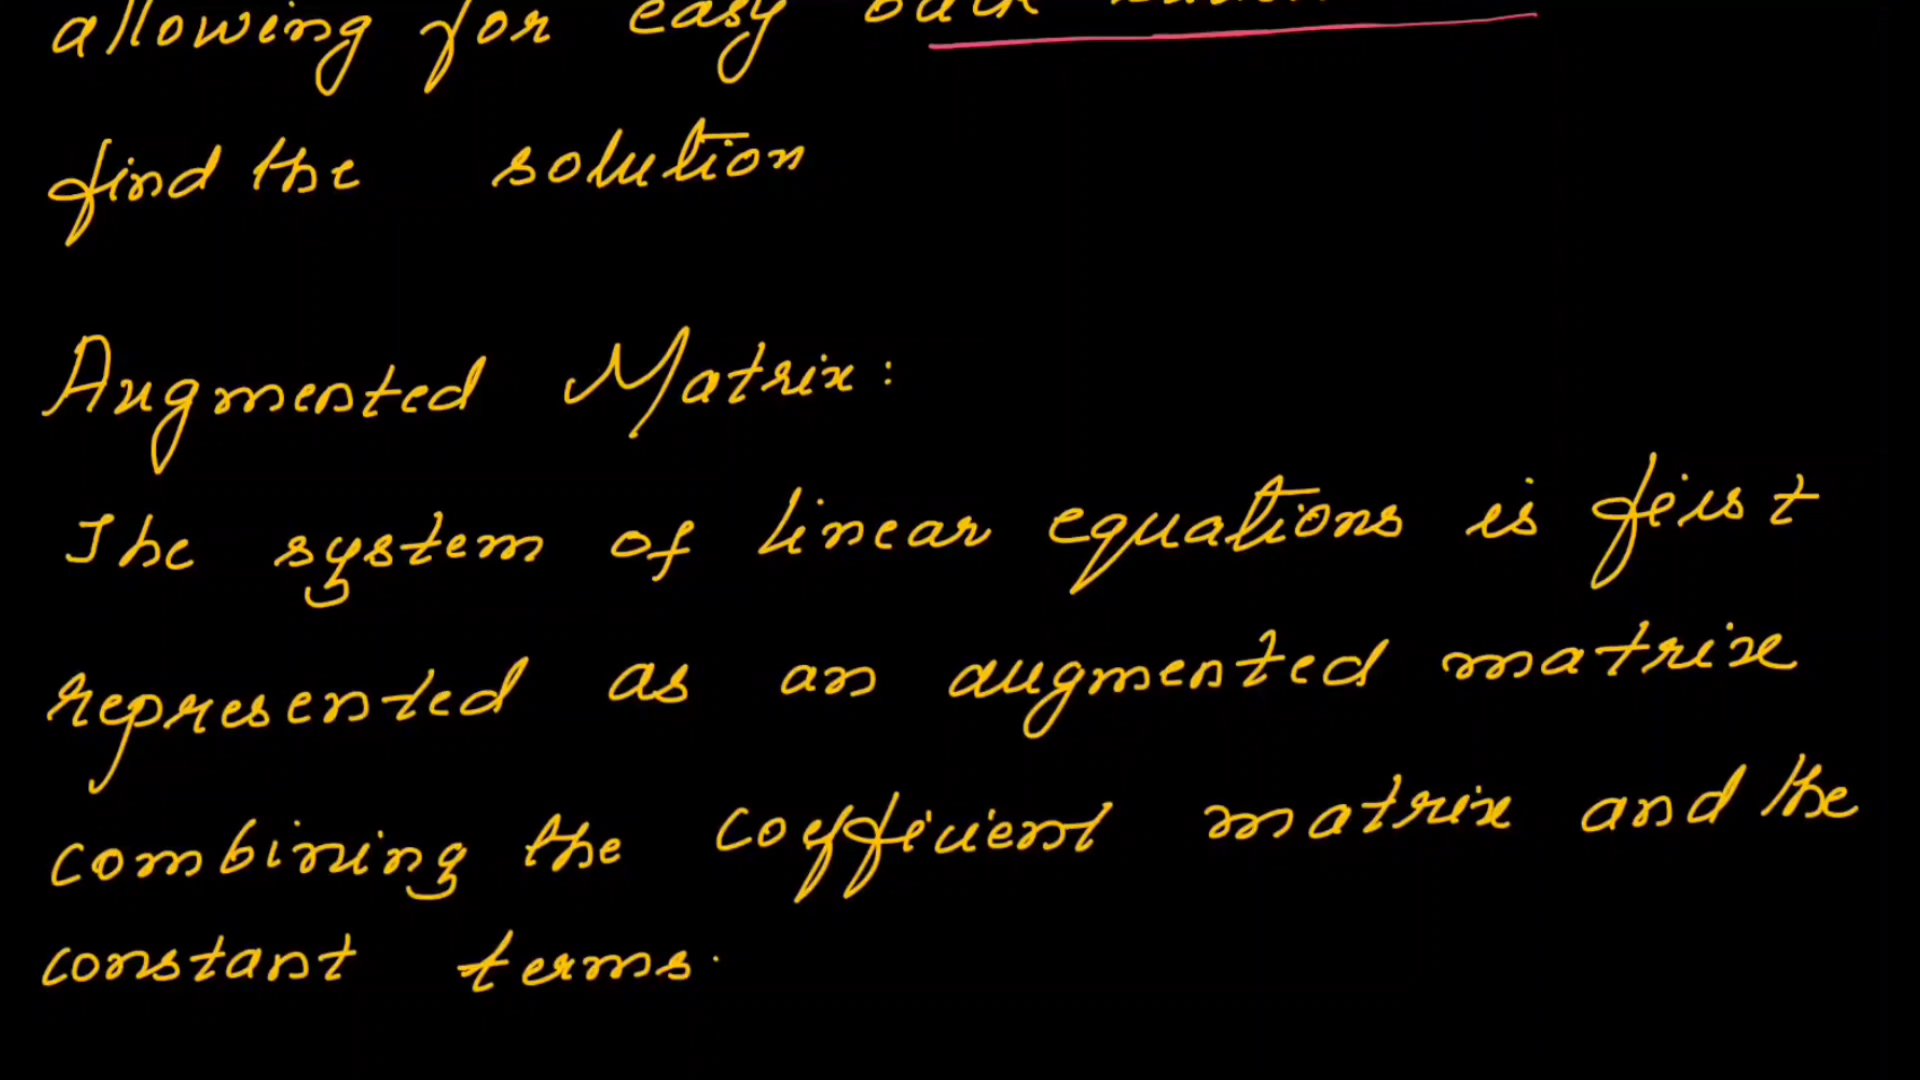 allowing for easy back
find the solution
Augmented Matrix:
The system of linear equations is first
represented as an augmented matrix
combining the coefficient matrix and the
constant terms.